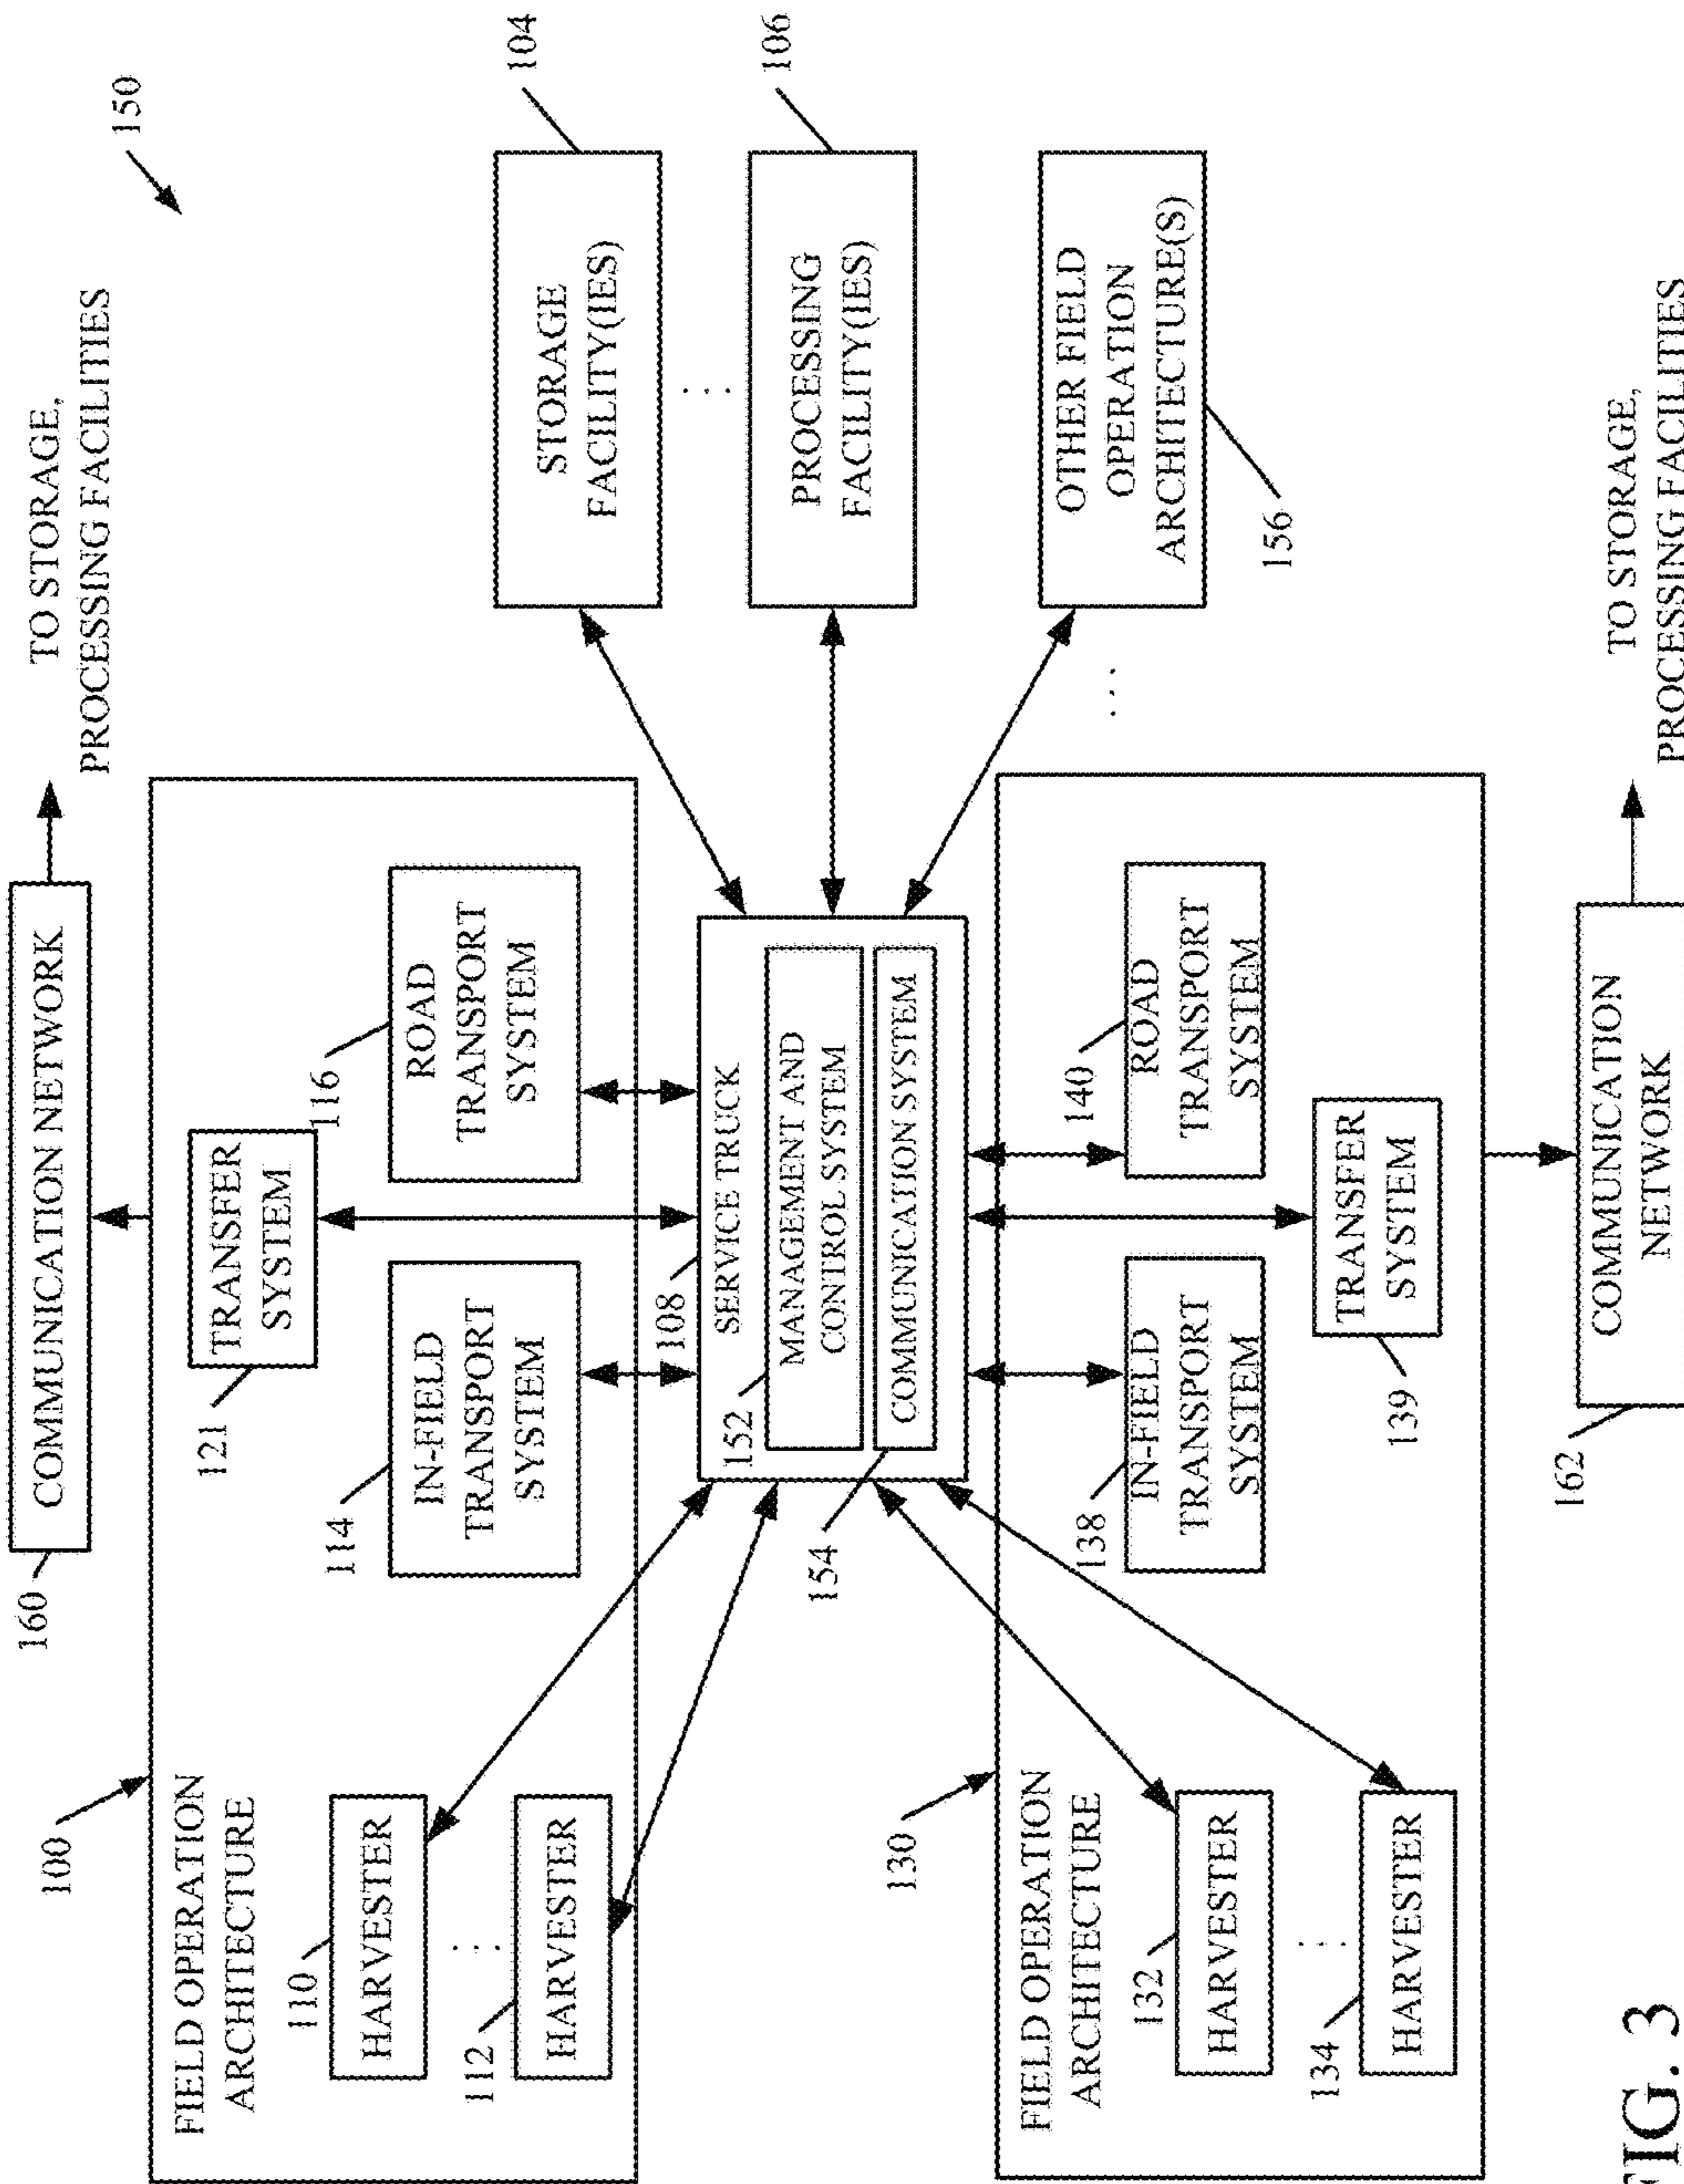 150
160
COMMUNICATION NETWORK
TO STORAGE,
PROCESSING FACILITIES
100
FIELD OPERATION
ARCHITECTURE
110
HARVESTER
...
112
HARVESTER
121
TRANSFER
SYSTEM
114
IN-FIELD
TRANSPORT
SYSTEM
116
ROAD
TRANSPORT
SYSTEM
108
SERVICE TRUCK
152
MANAGEMENT AND
CONTROL SYSTEM
154
COMMUNICATION SYSTEM
104
STORAGE
FACILITY(IES)
...
106
PROCESSING
FACILITY(IES)
OTHER FIELD
OPERATION
ARCHITECTURE(S)
156
...
130
FIELD OPERATION
ARCHITECTURE
132
HARVESTER
...
134
HARVESTER
138
IN-FIELD
TRANSPORT
SYSTEM
140
ROAD
TRANSPORT
SYSTEM
TRANSFER
SYSTEM
139
162
COMMUNICATION
NETWORK
TO STORAGE,
PROCESSING FACILITIES
FIG. 3